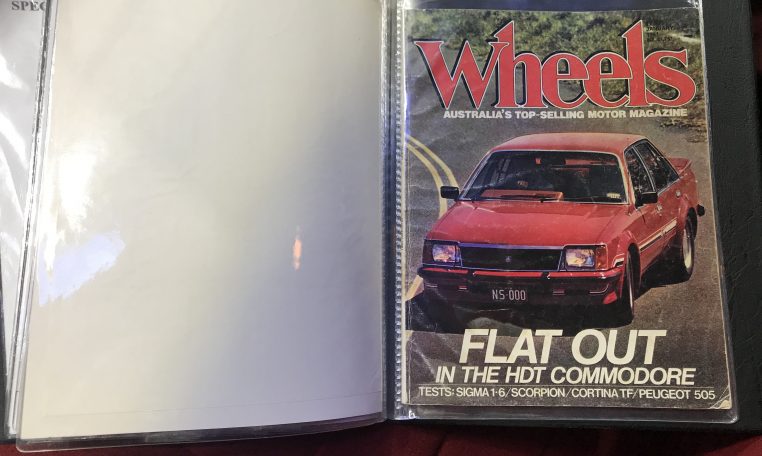 SPEC
Wheels
JANUARY
AUSTRALIA'S TOP-SELLING MOTOR MAGAZINE
NS·000
FLAT OUT
IN THE HDT COMMODORE
TESTS: SIGMA 1·6/SCORPION/CORTINA TF/PEUGEOT 505